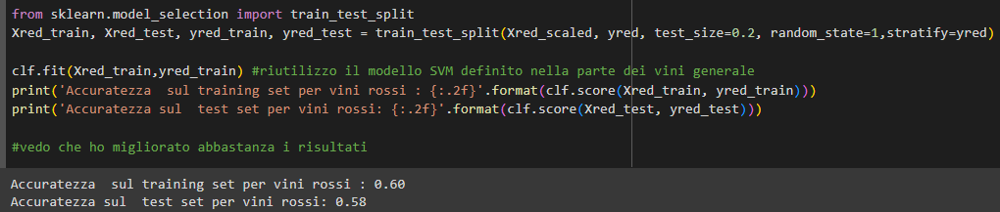 from sklearn.model_selection import train_test_split
Xred_train, Xred_test, yred_train, yred_test = train_test_split(Xred_scaled, yred, test_size=0.2, random_state=1,stratify=yred)
clf.fit(Xred_train,yred_train) #riutilizzo il modello SVM definito nella parte dei vini generale
print('Accuratezza  sul training set per vini rossi : {:.2f}'.format(clf.score(Xred_train, yred_train)))
print('Accuratezza sul  test set per vini rossi: {:.2f}'.format(clf.score(Xred_test, yred_test)))
#vedo che ho migliorato abbastanza i risultati
Accuratezza  sul training set per vini rossi : 0.60
Accuratezza sul  test set per vini rossi: 0.58